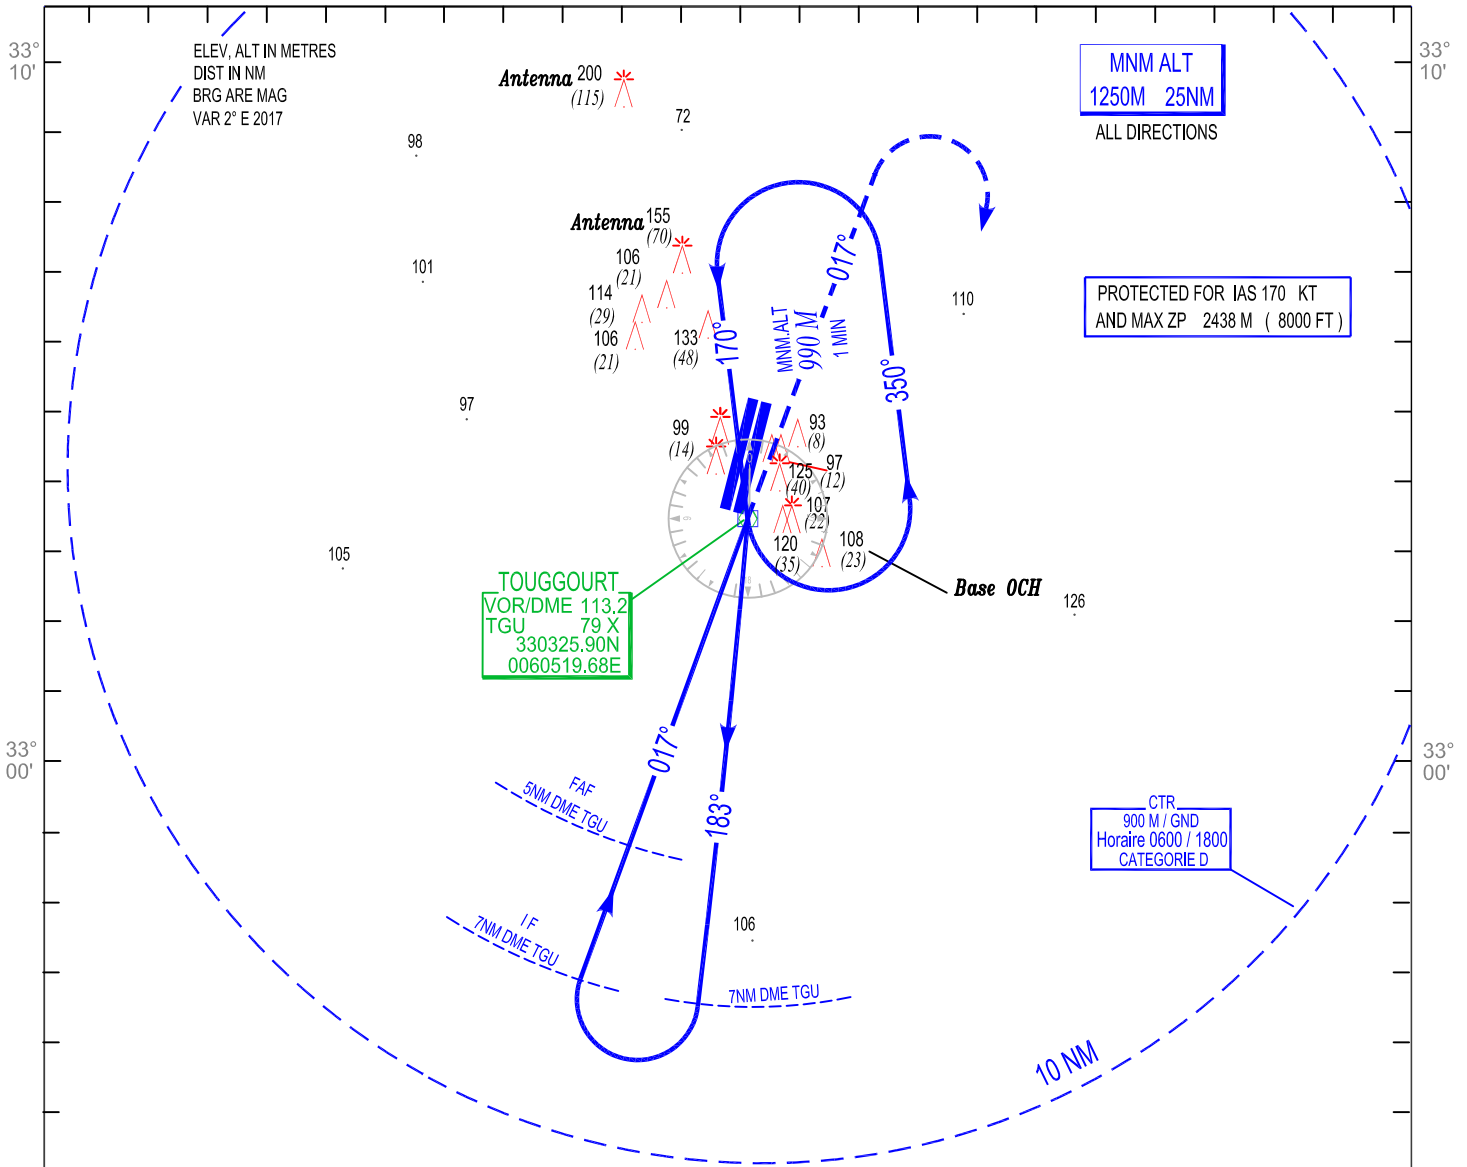 33°
10'
ELEV, ALT IN METRES
DIST IN NM
BRG ARE MAG
VAR 2° E 2017
Antenna 200
(115)
72
98
MNM ALT
1250M 25NM
ALL DIRECTIONS
33°
10'
Antenna 155
(70)
106
(21)
101
114
(29)
106
(21)
133
(48)
170°
MNM.ALT
990 M
1 MIN
017°
350°
110
PROTECTED FOR IAS 170 KT
AND MAX ZP 2438 M ( 8000 FT )
97
99
(14)
93
(8)
97
(12)
125
(40)
107
(22)
120
(35)
108
(23)
Base OCH
105
126
TOUGGOURT
VOR/DME 113.2
TGU 79 X
330325.90N
0060519.68E
33°
00'
33°
00'
017°
183°
FAF
5NM DME TGU
CTR
900 M / GND
Horaire 0600 / 1800
CATEGORIE D
I F
7NM DME TGU
106
7NM DME TGU
10 NM